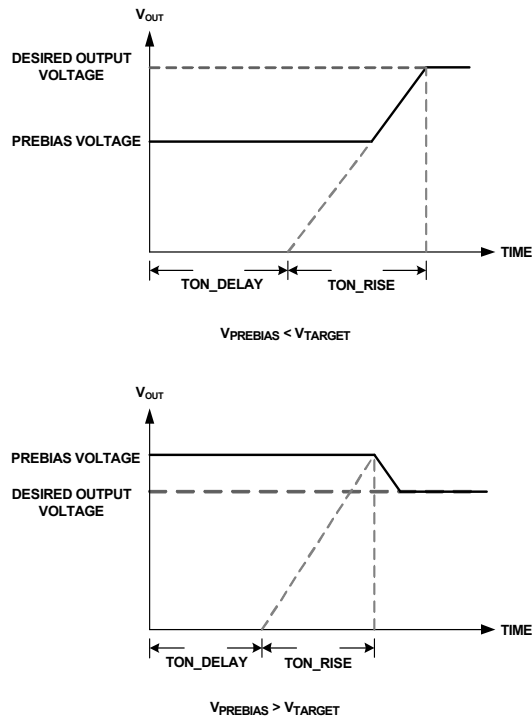 VOUT
DESIRED OUTPUT
VOLTAGE
PREBIAS VOLTAGE
TIME
TON_DELAY
TON_RISE
VPREBIAS < VTARGET
VOUT
PREBIAS VOLTAGE
DESIRED OUTPUT
VOLTAGE
TIME
TON_DELAY
TON_RISE
VPREBIAS > VTARGET